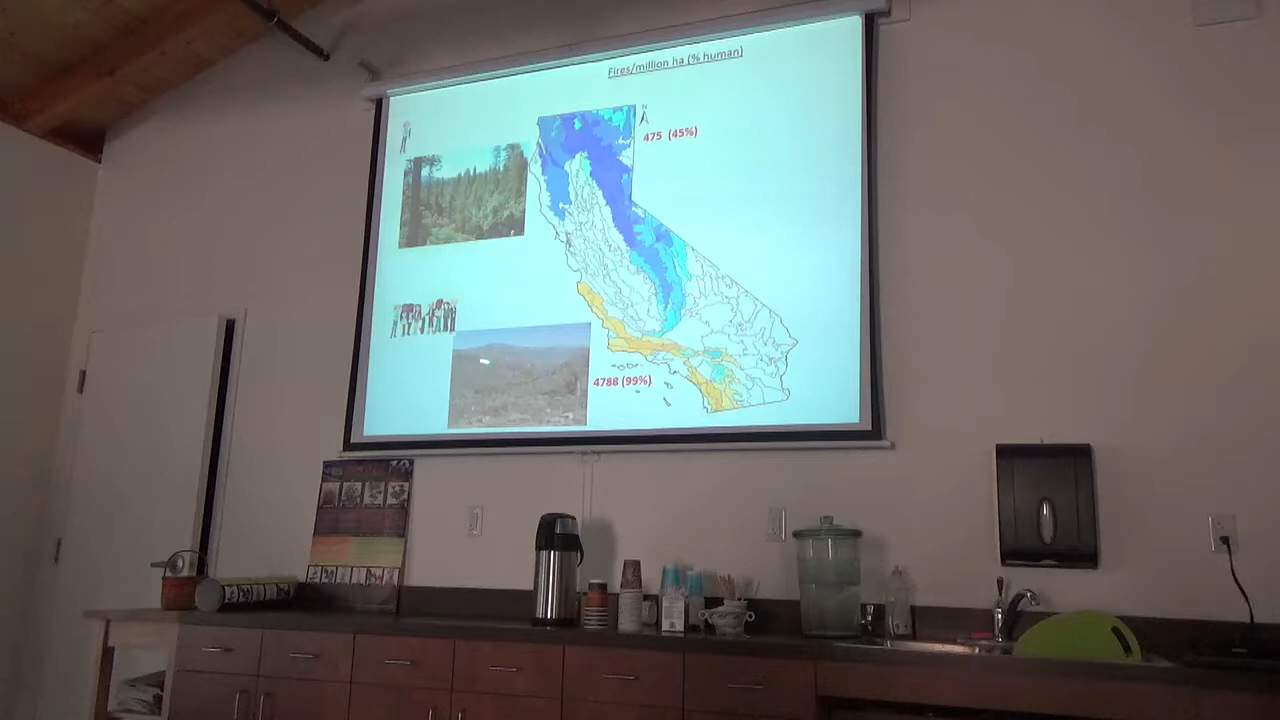 Fires/million ha (% human)
N
475 (45%)
4788 (99%)